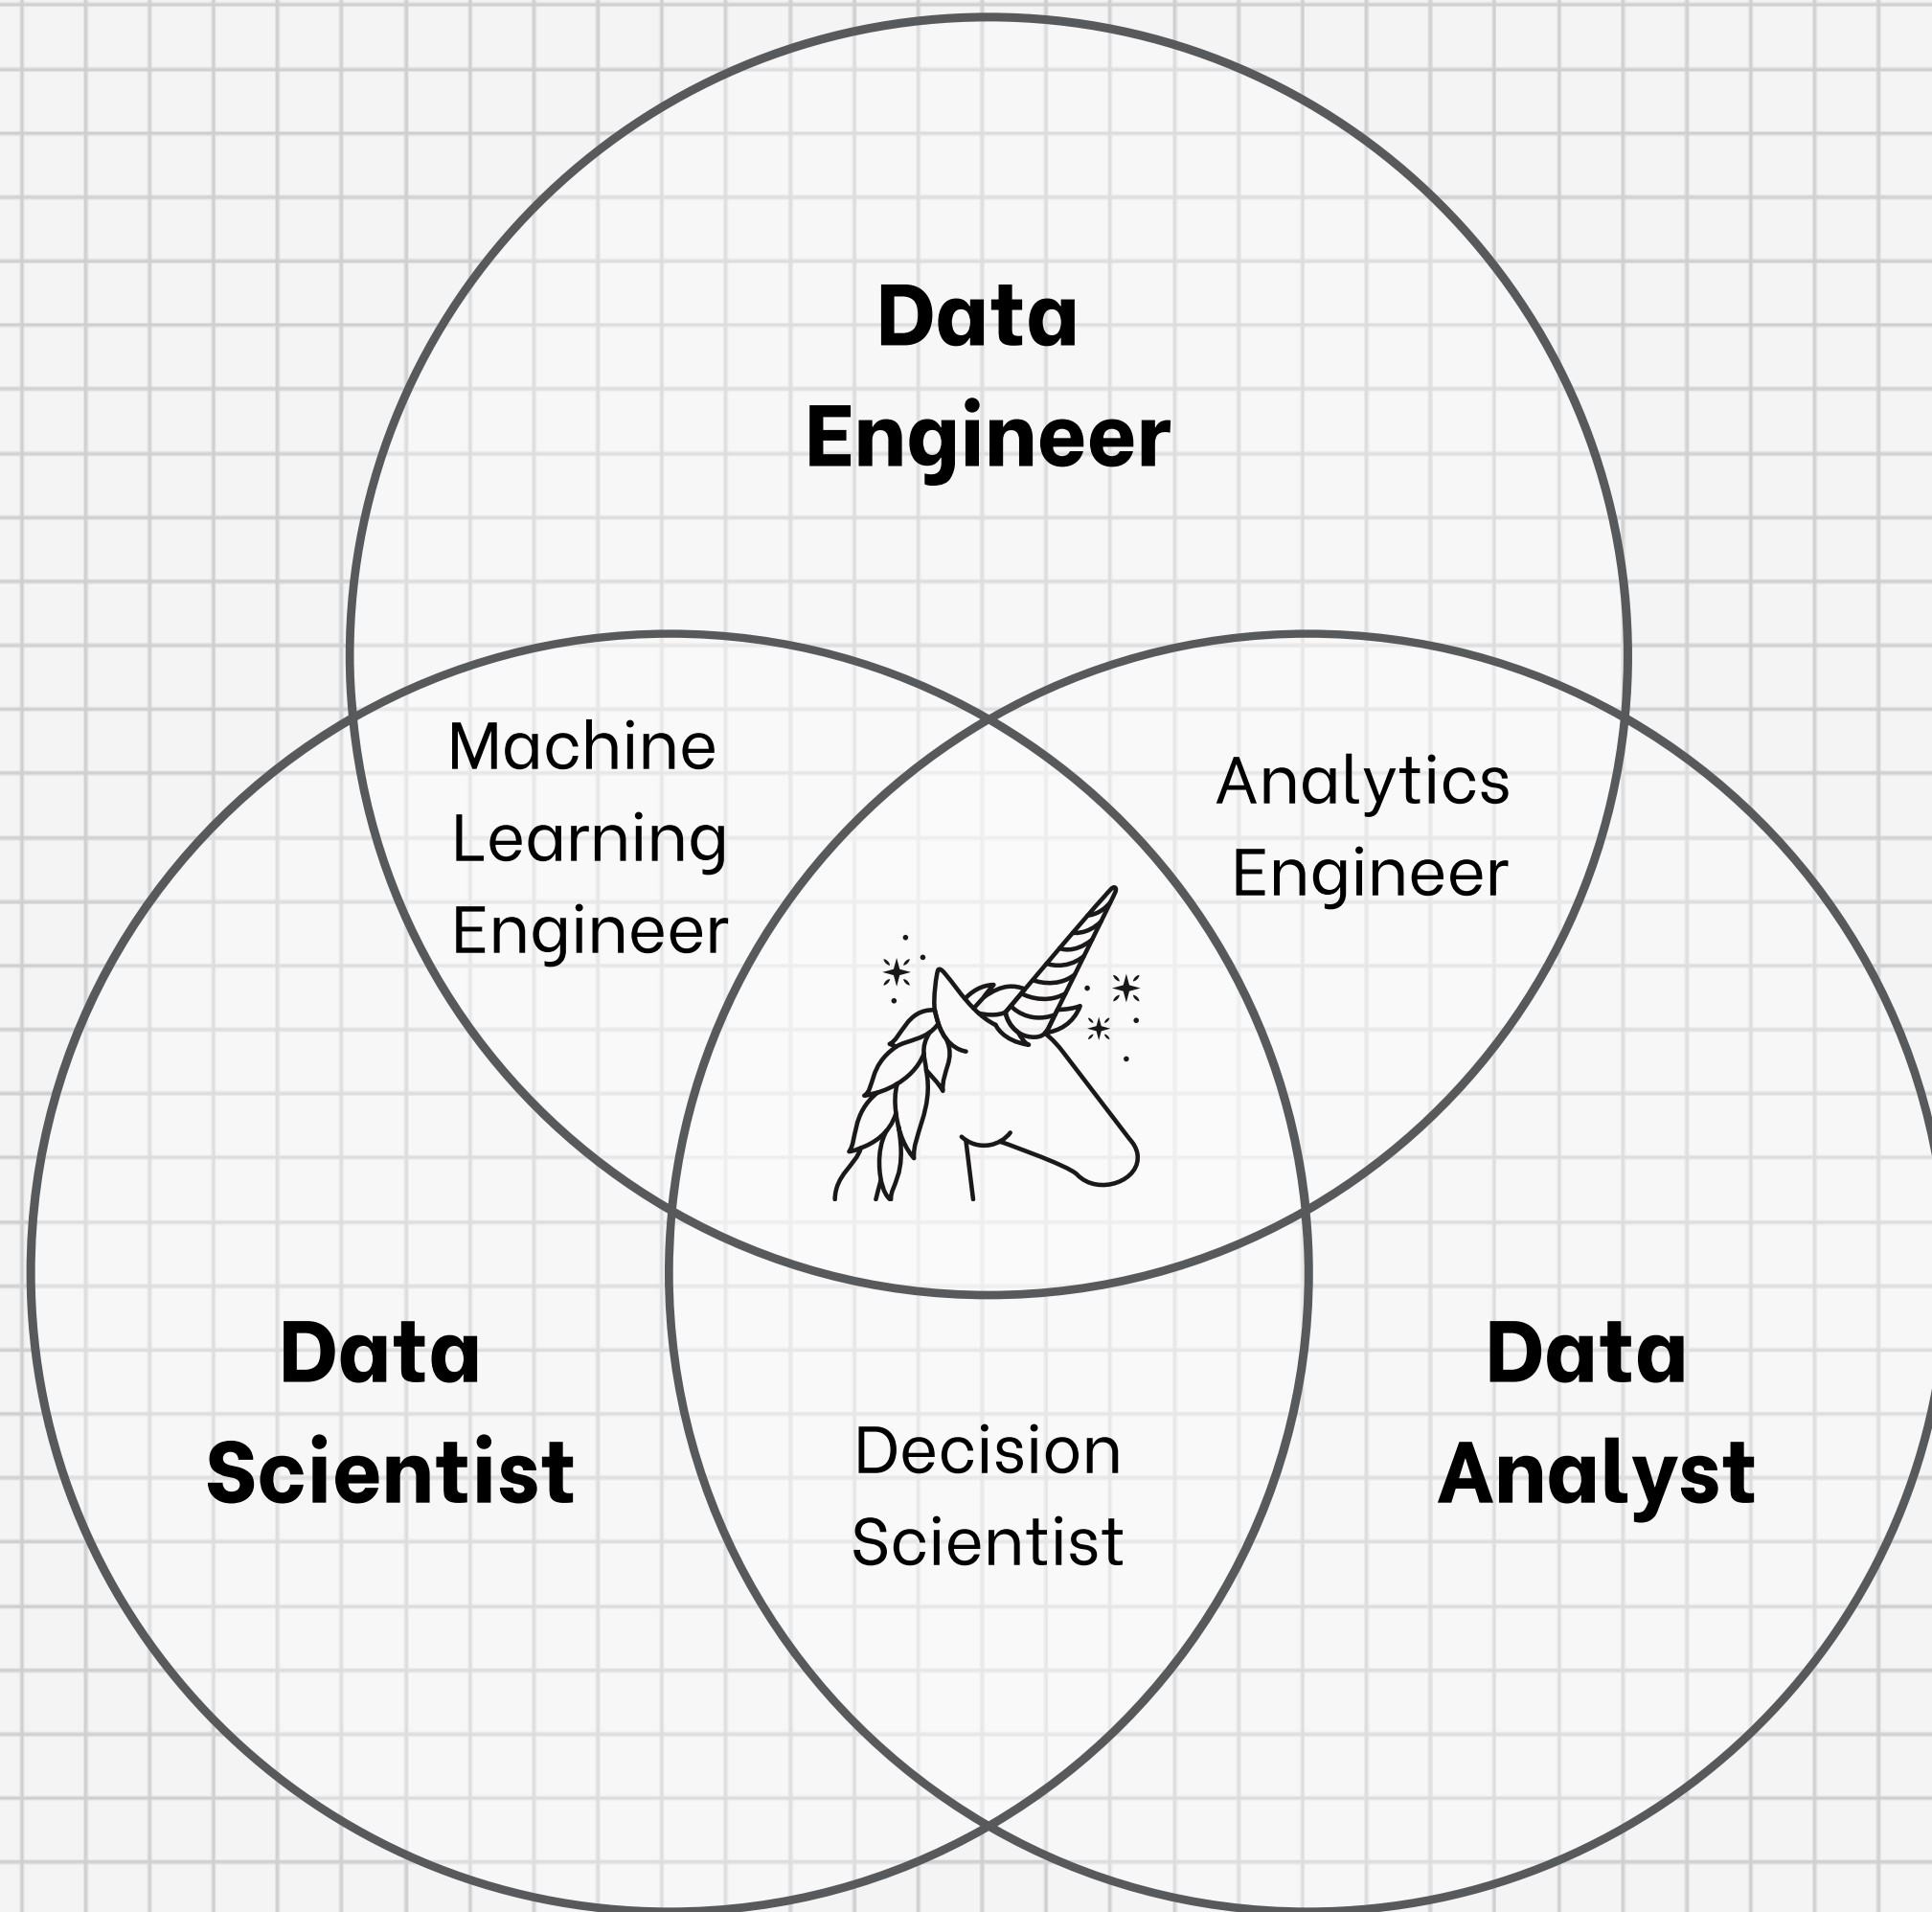 Data
Engineer
Machine
Learning
Engineer
Analytics
Engineer
Data
Scientist
Decision
Scientist
Data
Analyst